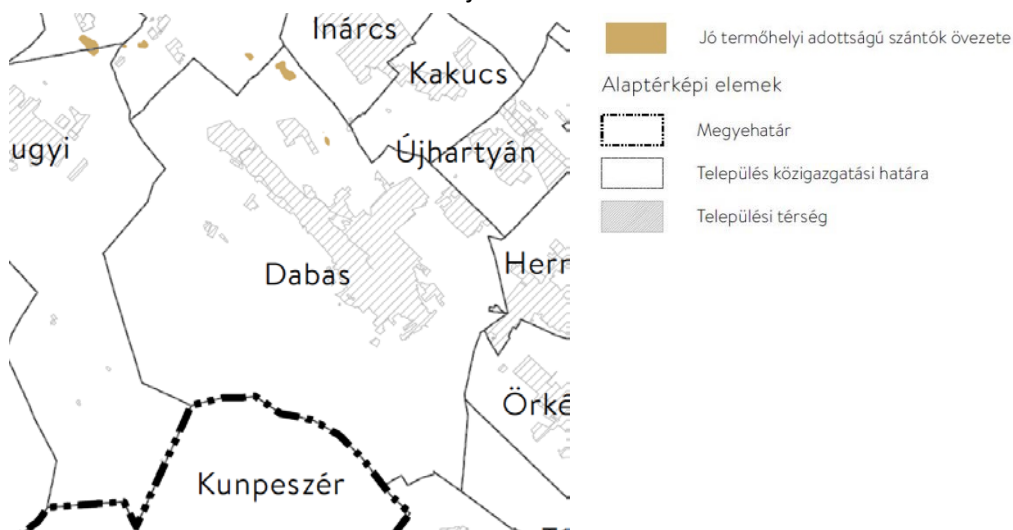 Inárcs
Kakucs
ugyi
Újhartyán
Dabas
Hern
Örké
Kunpeszér
Jó termőhelyi adottságú szántók övezete
Alaptérképi elemek
Megyehatár
Település közigazgatási határa
Települési térség